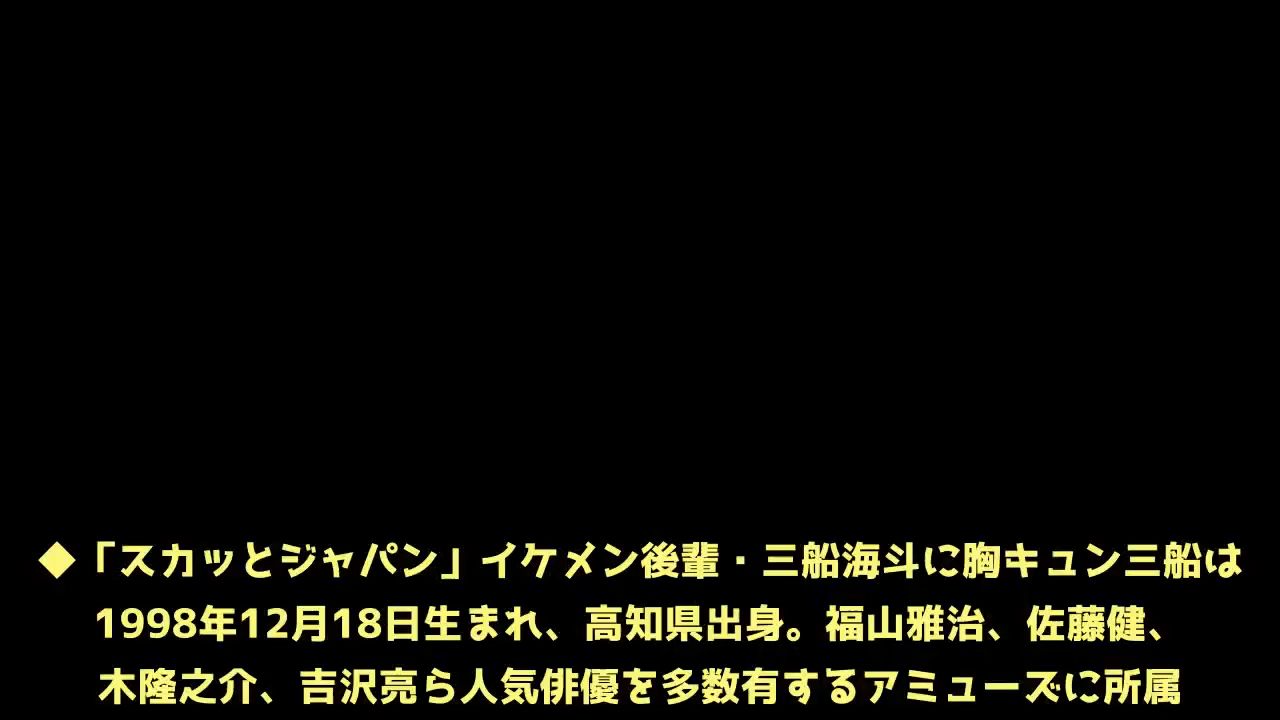 ◆「スカッとジャパン」イケメン後輩・三船海斗に胸キュン三船は
1998年12月18日生まれ、高知県出身。福山雅治、佐藤健、
木隆之介、吉沢亮ら人気俳優を多数有するアミューズに所属